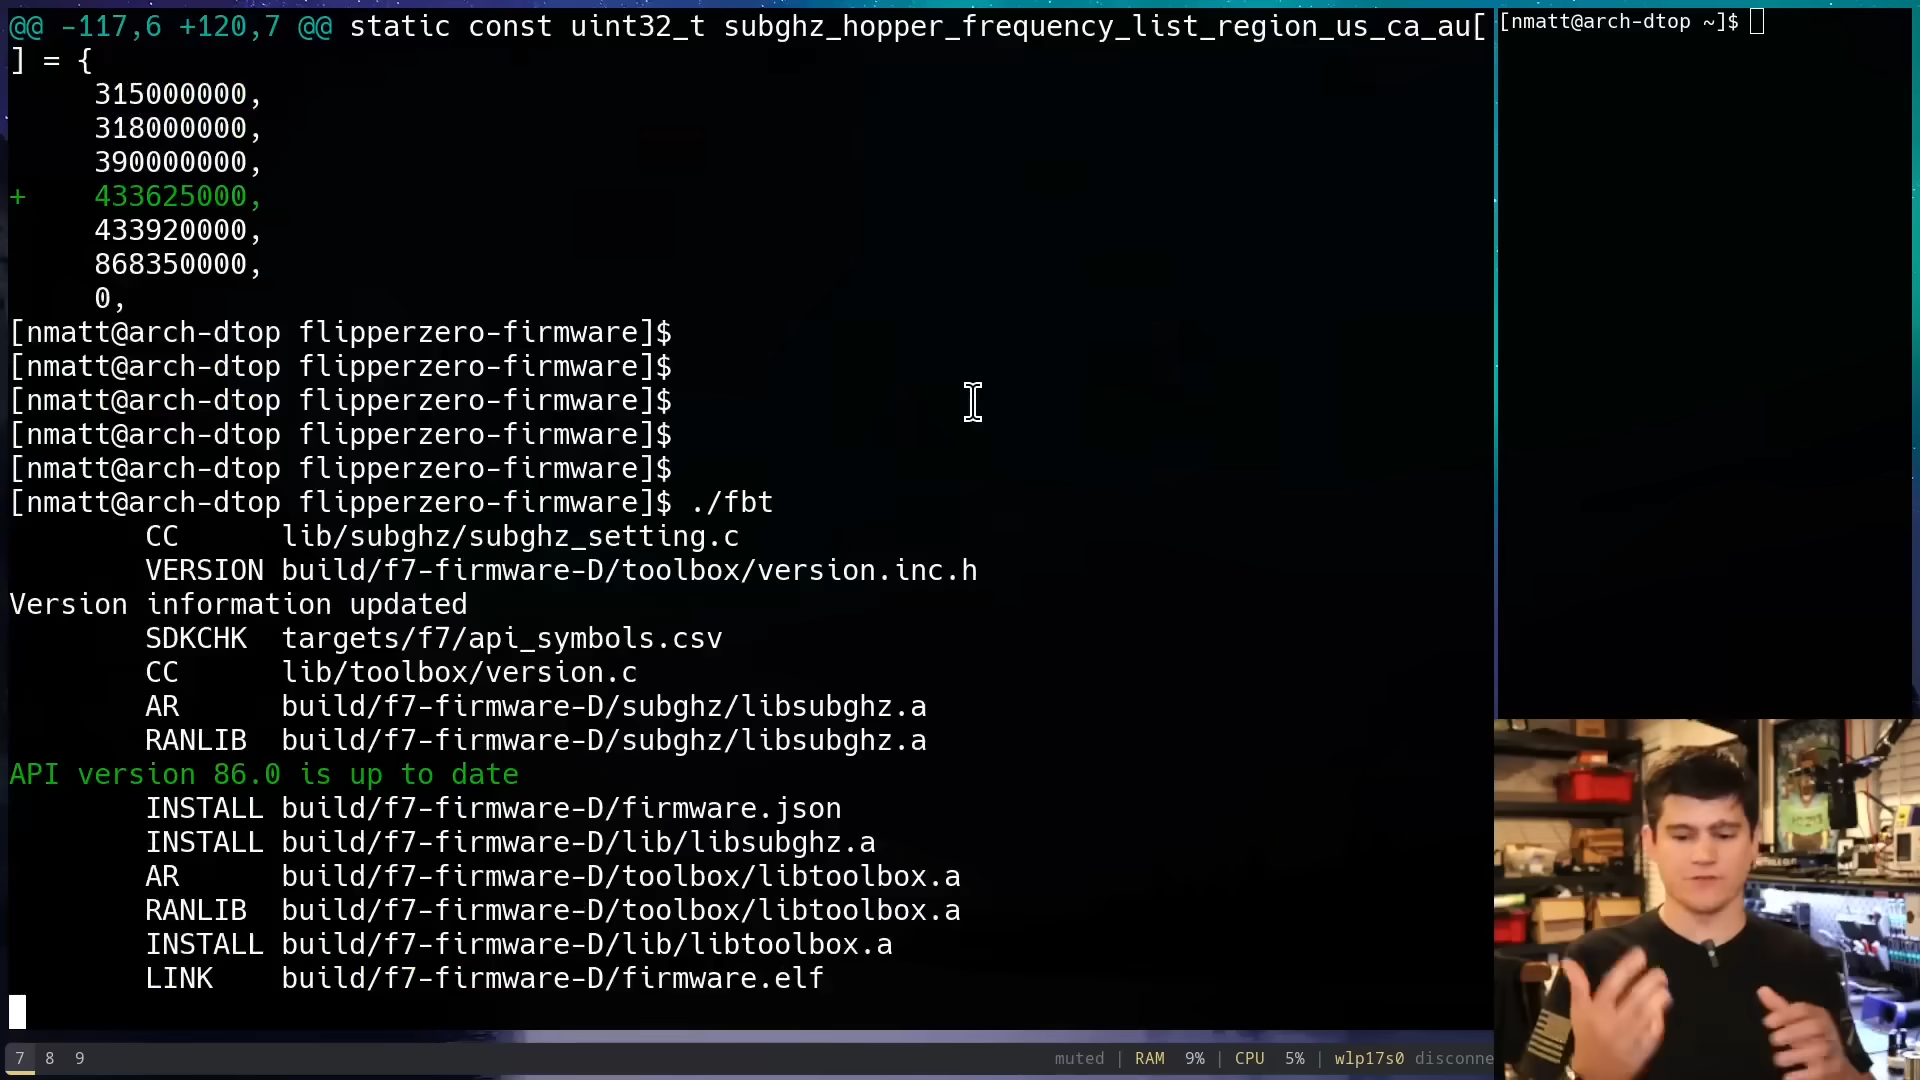 @@ -117,6 +120,7 @@ static const uint32_t subghz_hopper_frequency_list_region_us_ca_au[
] = {
315000000,
318000000,
390000000,
+ 433625000,
433920000,
868350000,
0,
[nmatt@arch-dtop flipperzero-firmware]$
[nmatt@arch-dtop flipperzero-firmware]$
[nmatt@arch-dtop flipperzero-firmware]$
[nmatt@arch-dtop flipperzero-firmware]$
[nmatt@arch-dtop flipperzero-firmware]$
[nmatt@arch-dtop flipperzero-firmware]$ ./fbt
CC lib/subghz/subghz_setting.c
VERSION build/f7-firmware-D/toolbox/version.inc.h
Version information updated
SDKCHK targets/f7/api_symbols.csv
CC lib/toolbox/version.c
AR build/f7-firmware-D/subghz/libsubghz.a
RANLIB build/f7-firmware-D/subghz/libsubghz.a
API version 86.0 is up to date
INSTALL build/f7-firmware-D/firmware.json
INSTALL build/f7-firmware-D/lib/libsubghz.a
AR build/f7-firmware-D/toolbox/libtoolbox.a
RANLIB build/f7-firmware-D/toolbox/libtoolbox.a
INSTALL build/f7-firmware-D/lib/libtoolbox.a
LINK build/f7-firmware-D/firmware.elf
7 8 9
muted | RAM 9% | CPU 5% | wlp17s0 disconne
[nmatt@arch-dtop ~]$